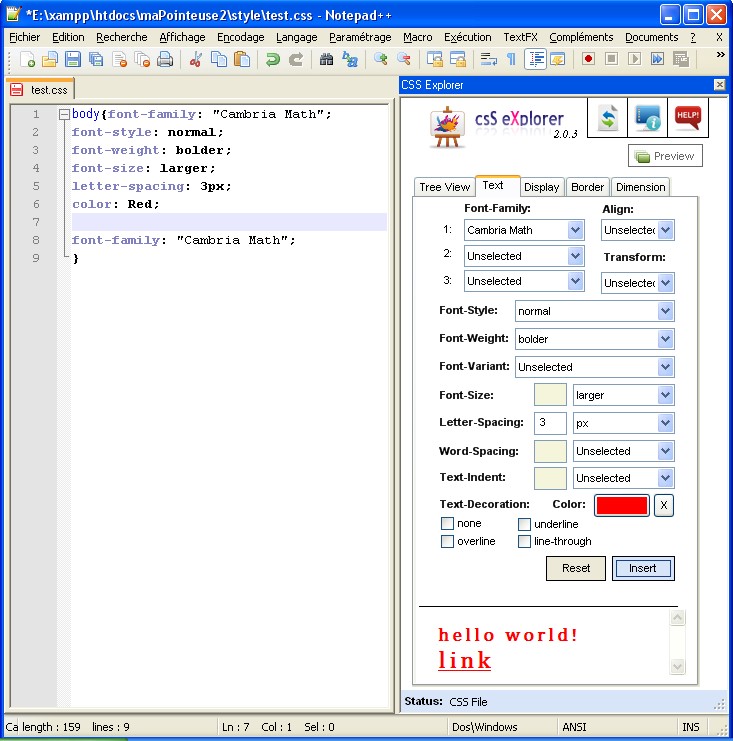 *E:\xampp\htdocs\maPointeuse2\style\test.css - Notepad++
Fichier Edition Recherche Affichage Encodage Langage Paramétrage Macro Exécution TextFX Compléments Documents ? X
test.css
1 body{font-family: "Cambria Math";
2 font-style: normal;
3 font-weight: bolder;
4 font-size: larger;
5 letter-spacing: 3px;
6 color: Red;
7
8 font-family: "Cambria Math";
9 }
CSS Explorer
csS eXplorer
2.0.3
HELP!
Preview
Tree View Text Display Border Dimension
Font-Family: Align:
1: Cambria Math Unselected
2: Unselected Transform:
3: Unselected Unselected
Font-Style: normal
Font-Weight: bolder
Font-Variant: Unselected
Font-Size: larger
Letter-Spacing: 3 px
Word-Spacing: Unselected
Text-Indent: Unselected
Text-Decoration: Color: X
none underline
overline line-through
Reset Insert
hello world!
link
Status: CSS File
Ca length : 159 lines : 9 Ln : 7 Col : 1 Sel : 0 Dos\Windows ANSI INS